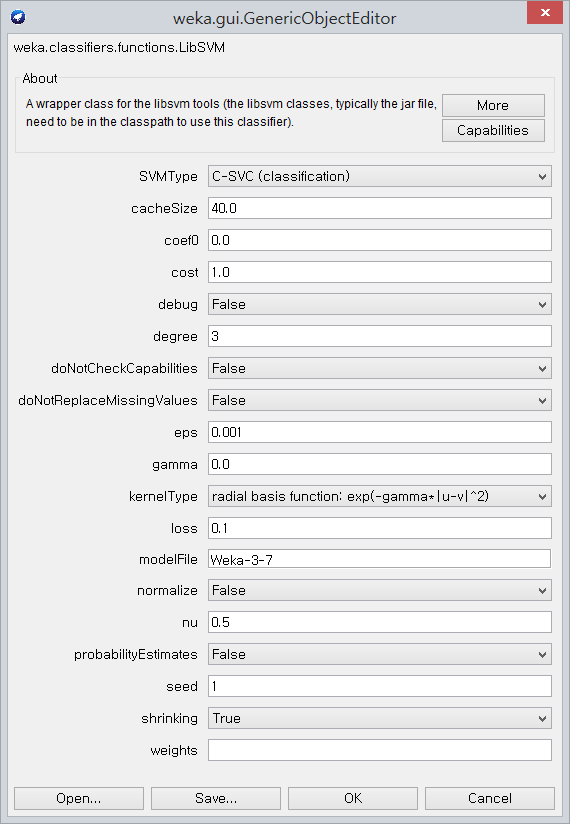 weka.gui.GenericObjectEditor
weka.classifiers.functions.LibSVM
About
A wrapper class for the libsvm tools (the libsvm classes, typically the jar file,
need to be in the classpath to use this classifier).
More
Capabilities
SVMType C-SVC (classification)
cacheSize 40.0
coef0 0.0
cost 1.0
debug False
degree 3
doNotCheckCapabilities False
doNotReplaceMissingValues False
eps 0.001
gamma 0.0
kernelType radial basis function: exp(-gamma*|u-v|^2)
loss 0.1
modelFile Weka-3-7
normalize False
nu 0.5
probabilityEstimates False
seed 1
shrinking True
weights
Open... Save... OK Cancel